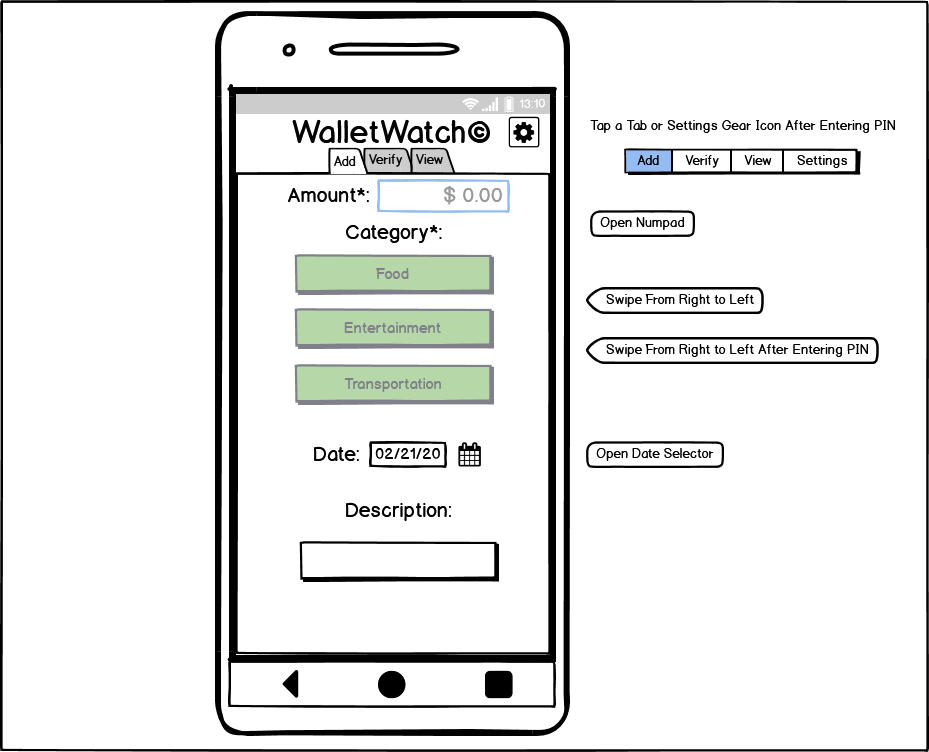 13:10
WalletWatch©
Add Verify View
Amount*: $ 0.00
Category*:
Food
Entertainment
Transportation
Date: 02/21/20
Description:
Tap a Tab or Settings Gear Icon After Entering PIN
Add Verify View Settings
Open Numpad
Swipe From Right to Left
Swipe From Right to Left After Entering PIN
Open Date Selector